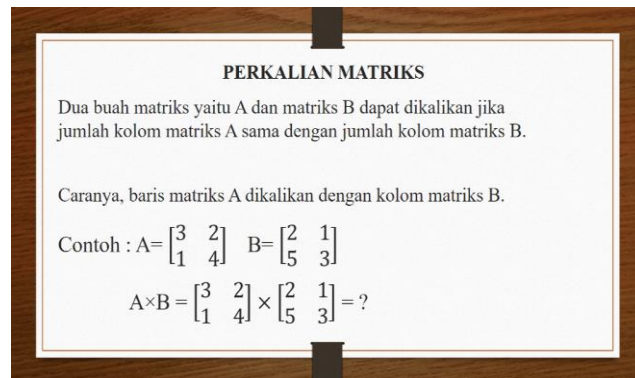 PERKALIAN MATRIKS
Dua buah matriks yaitu A dan matriks B dapat dikalikan jika
jumlah kolom matriks A sama dengan jumlah kolom matriks B.
Caranya, baris matriks A dikalikan dengan kolom matriks B.
Contoh : A= [3 2; 1 4] B= [2 1; 5 3]
A×B = [3 2; 1 4] × [2 1; 5 3] = ?